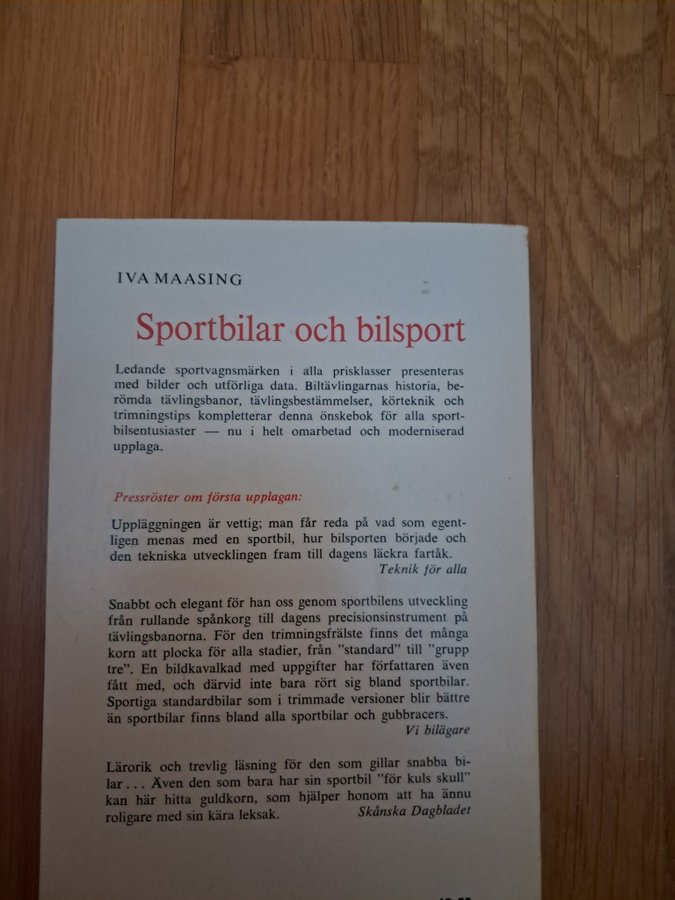 IVA MAASING
Sportbilar och bilsport
Ledande sportvagnsmärken i alla prisklasser presenteras
med bilder och utförliga data. Biltävlingarnas historia, be-
römda tävlingsbanor, tävlingsbestämmelser, körteknik och
trimningstips kompletterar denna önskebok för alla sport-
bilsentusiaster — nu i helt omarbetad och moderniserad
upplaga.
Pressröster om första upplagan:
Uppläggningen är vettig; man får reda på vad som egent-
ligen menas med en sportbil, hur bilsporten började och
den tekniska utvecklingen fram till dagens läckra fartåk.
Teknik för alla
Snabbt och elegant för han oss genom sportbilens utveckling
från rullande spånkorg till dagens precisionsinstrument på
tävlingsbanorna. För den trimningsfrälste finns det många
korn att plocka för alla stadier, från "standard" till "grupp
tre". En bildkavalkad med uppgifter har författaren även
fått med, och därvid inte bara rört sig bland sportbilar.
Sportiga standardbilar som i trimmade versioner blir bättre
än sportbilar finns bland alla sportbilar och gubbracers.
Vi bilägare
Lärorik och trevlig läsning för den som gillar snabba bi-
lar... Även den som bara har sin sportbil "för kuls skull"
kan här hitta guldkorn, som hjälper honom att ha ännu
roligare med sin kära leksak. Skånska Dagbladet